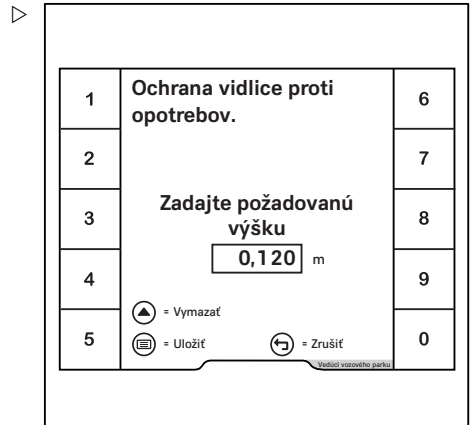 1
2
3
4
5
Ochrana vidlice proti
opotrebov.
Zadajte požadovanú
výšku
0,120 m
= Vymazať
= Uložiť
= Zrušiť
Vedúci vozového parku
6
7
8
9
0